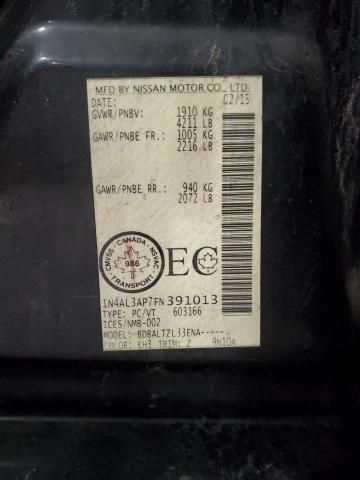 MFD BY NISSAN MOTOR CO., LTD
DATE: 02/15
GVWR/PNBV: 1910 KG
4211 LB
GAWR/PNBE FR.: 1005 KG
2216 LB
GAWR/PNBE RR.: 940 KG
2072 LB
CMVSS - CANADA - NSVAC
986
TRANSPORT
EC
1N4AL3AP7FN391013
TYPE: PC/VT 603166
ICES/NMB-002
MODEL: BDBALTZL33ENA-----
COLOR: KH3 TRIM: Z 9N10A